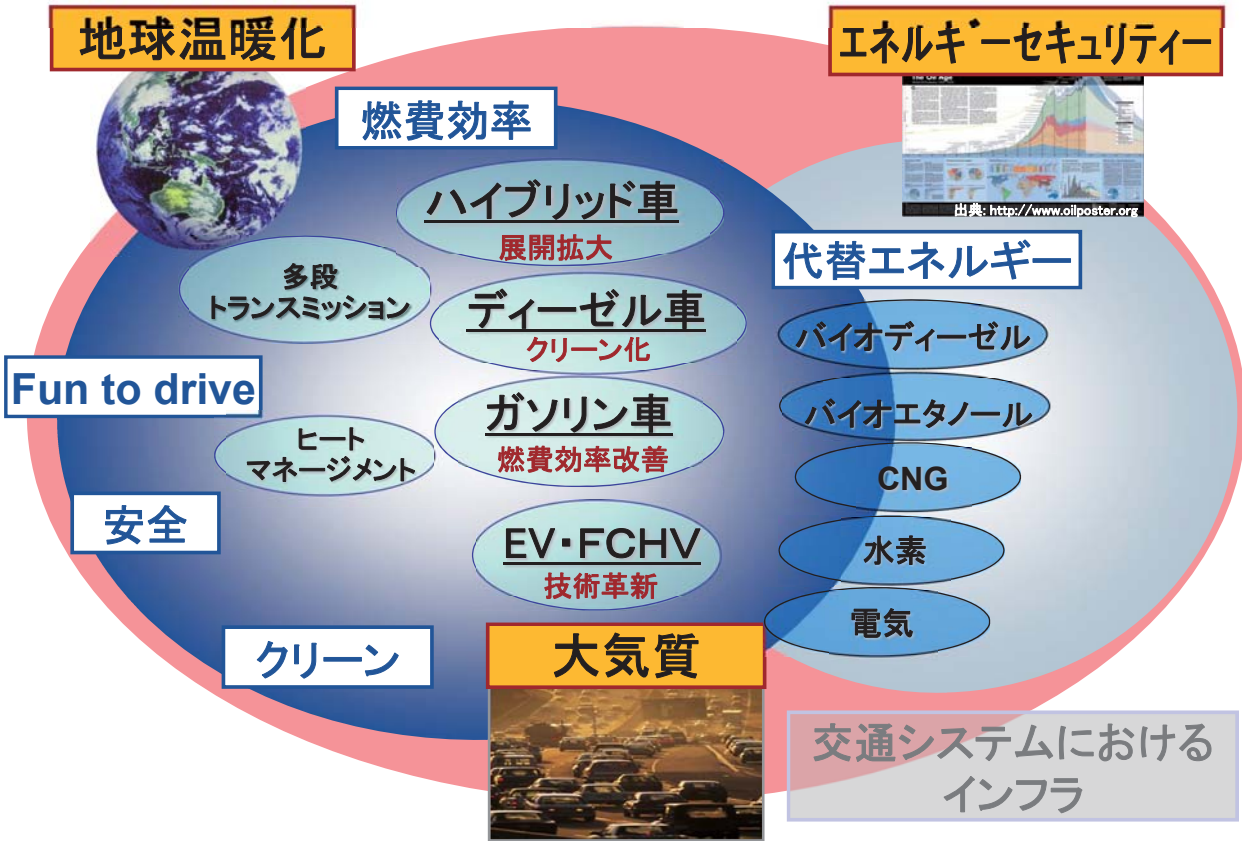 地球温暖化
エネルギーセキュリティー
The Oil Age
出典: http://www.oilposter.org
燃費効率
ハイブリッド車
展開拡大
代替エネルギー
多段
トランスミッション
ディーゼル車
クリーン化
バイオディーゼル
Fun to drive
ガソリン車
燃費効率改善
バイオエタノール
ヒート
マネージメント
CNG
安全
EV・FCHV
技術革新
水素
電気
クリーン
大気質
交通システムにおける
インフラ